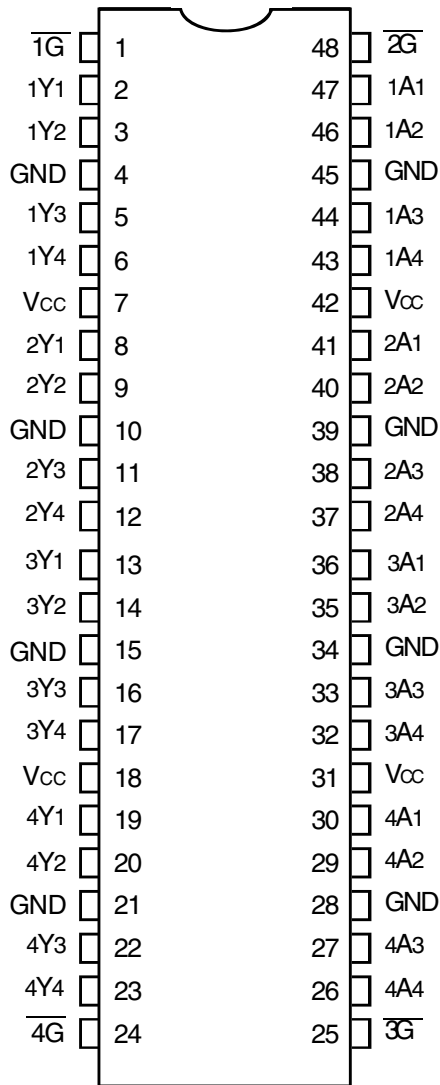 1G 1 48 2G
1Y1 2 47 1A1
1Y2 3 46 1A2
GND 4 45 GND
1Y3 5 44 1A3
1Y4 6 43 1A4
VCC 7 42 VCC
2Y1 8 41 2A1
2Y2 9 40 2A2
GND 10 39 GND
2Y3 11 38 2A3
2Y4 12 37 2A4
3Y1 13 36 3A1
3Y2 14 35 3A2
GND 15 34 GND
3Y3 16 33 3A3
3Y4 17 32 3A4
VCC 18 31 VCC
4Y1 19 30 4A1
4Y2 20 29 4A2
GND 21 28 GND
4Y3 22 27 4A3
4Y4 23 26 4A4
4G 24 25 3G